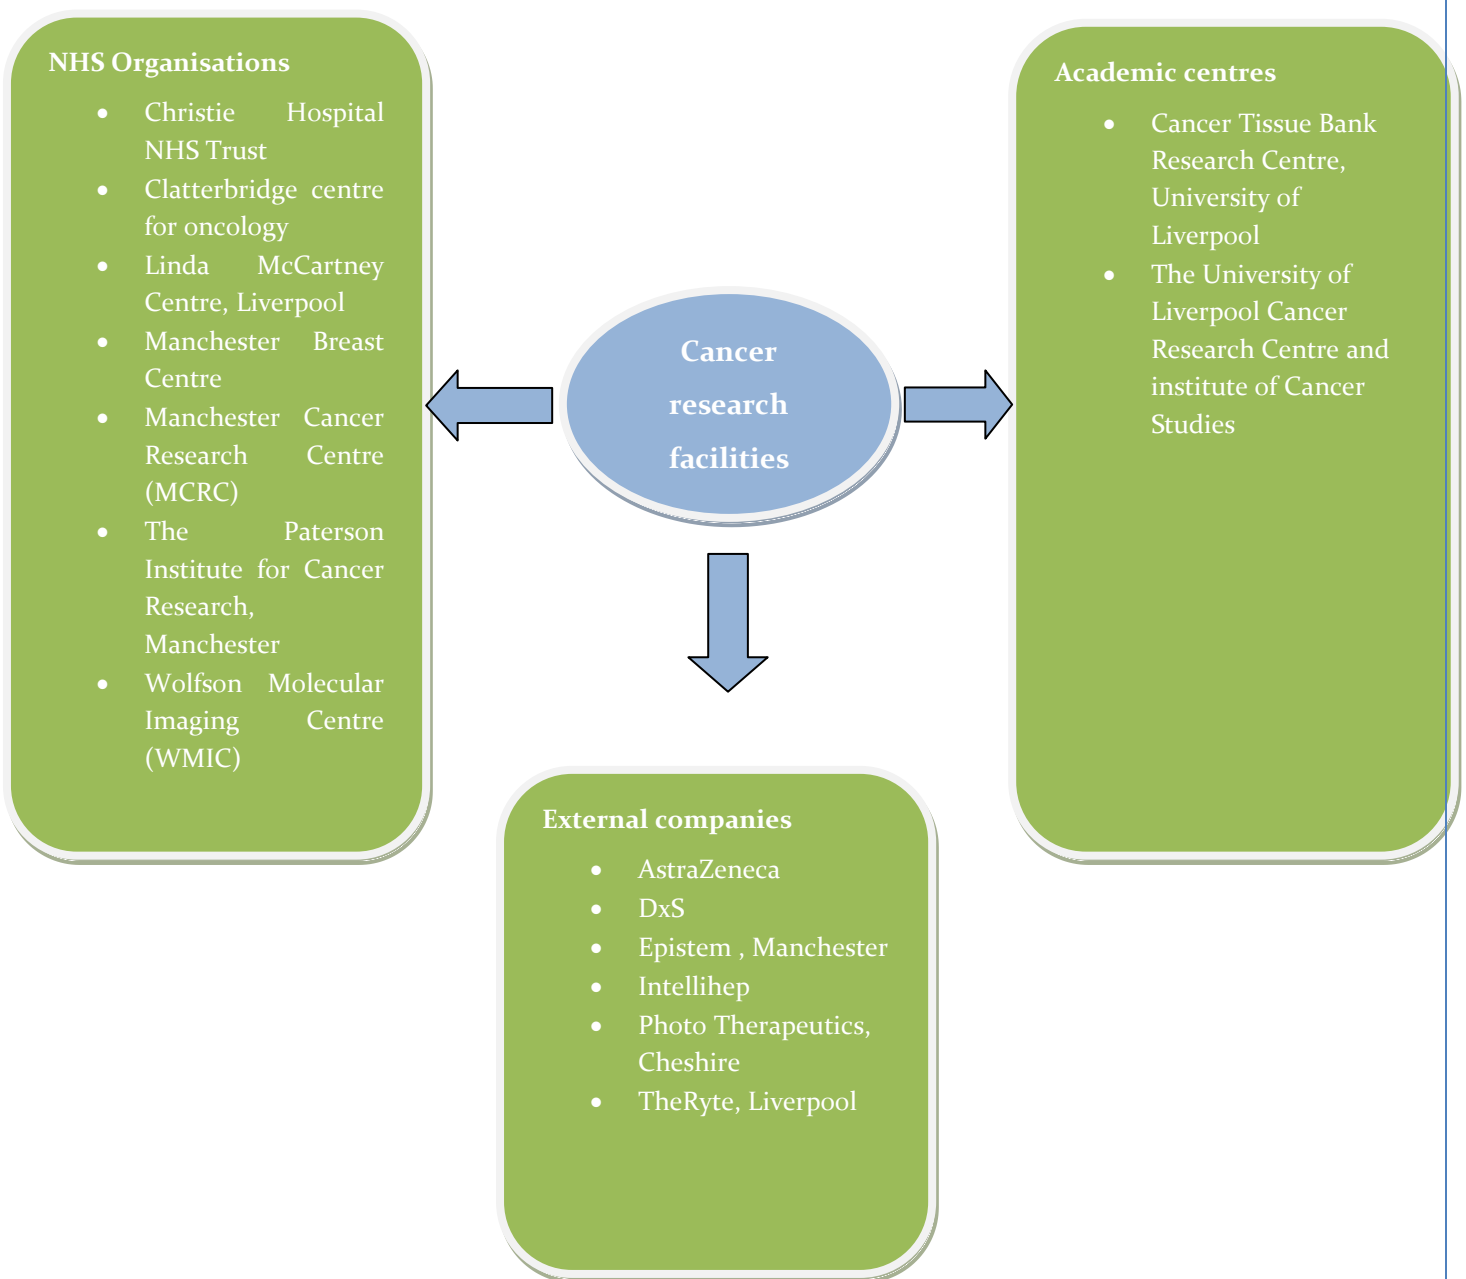 NHS Organisations
• Christie Hospital
NHS Trust
• Clatterbridge centre
for oncology
• Linda McCartney
Centre, Liverpool
• Manchester Breast
Centre
• Manchester Cancer
Research Centre
(MCRC)
• The Paterson
Institute for Cancer
Research,
Manchester
• Wolfson Molecular
Imaging Centre
(WMIC)
Cancer
research
facilities
Academic centres
• Cancer Tissue Bank
Research Centre,
University of
Liverpool
• The University of
Liverpool Cancer
Research Centre and
institute of Cancer
Studies
External companies
• AstraZeneca
• DxS
• Epistem , Manchester
• Intellihep
• Photo Therapeutics,
Cheshire
• TheRyte, Liverpool